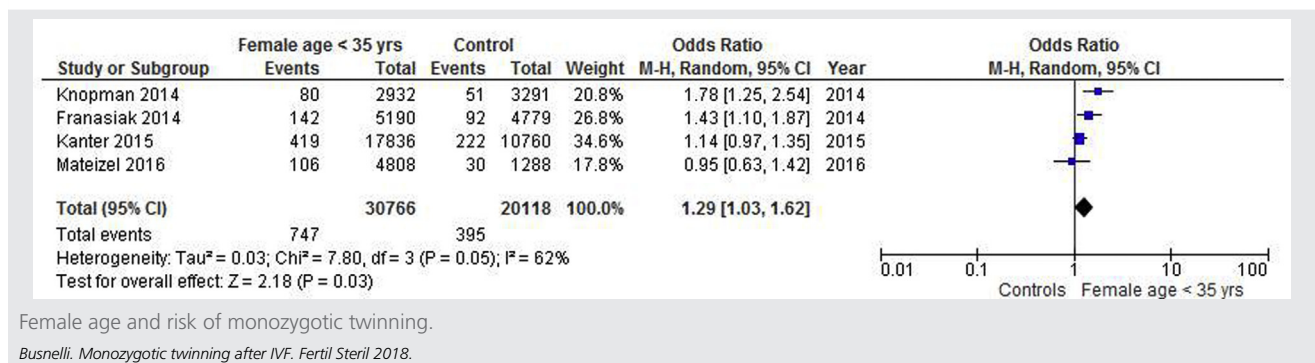 Female age < 35 yrs Control Odds Ratio Odds Ratio
Study or Subgroup Events Total Events Total Weight M-H, Random, 95% CI Year M-H, Random, 95% CI
Knopman 2014 80 2932 51 3291 20.8% 1.78 [1.25, 2.54] 2014
Franasiak 2014 142 5190 92 4779 26.8% 1.43 [1.10, 1.87] 2014
Kanter 2015 419 17836 222 10760 34.6% 1.14 [0.97, 1.35] 2015
Mateizel 2016 106 4808 30 1288 17.8% 0.95 [0.63, 1.42] 2016
Total (95% CI) 30766 20118 100.0% 1.29 [1.03, 1.62]
Total events 747 395
Heterogeneity: Tau² = 0.03; Chi² = 7.80, df = 3 (P = 0.05); I² = 62%
Test for overall effect: Z = 2.18 (P = 0.03)
0.01 0.1 1 10 100
Controls Female age < 35 yrs
Female age and risk of monozygotic twinning.
Busnelli. Monozygotic twinning after IVF. Fertil Steril 2018.